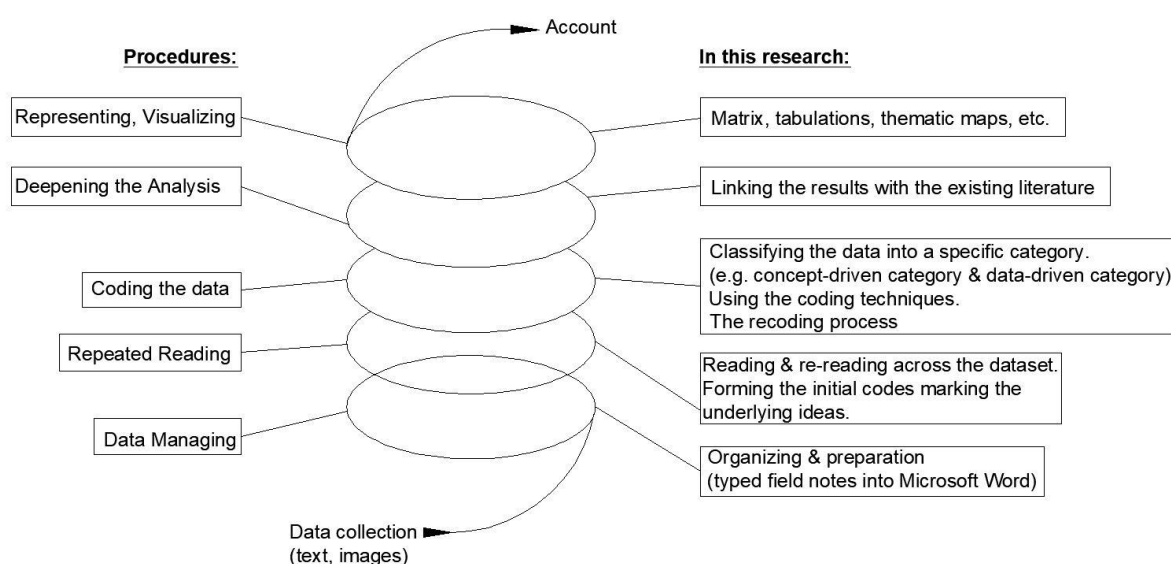 Account
Procedures:
In this research:
Representing, Visualizing
Matrix, tabulations, thematic maps, etc.
Deepening the Analysis
Linking the results with the existing literature
Coding the data
Classifying the data into a specific category.
(e.g. concept-driven category & data-driven category)
Using the coding techniques.
The recoding process
Repeated Reading
Reading & re-reading across the dataset.
Forming the initial codes marking the
underlying ideas.
Data Managing
Organizing & preparation
(typed field notes into Microsoft Word)
Data collection
(text, images)